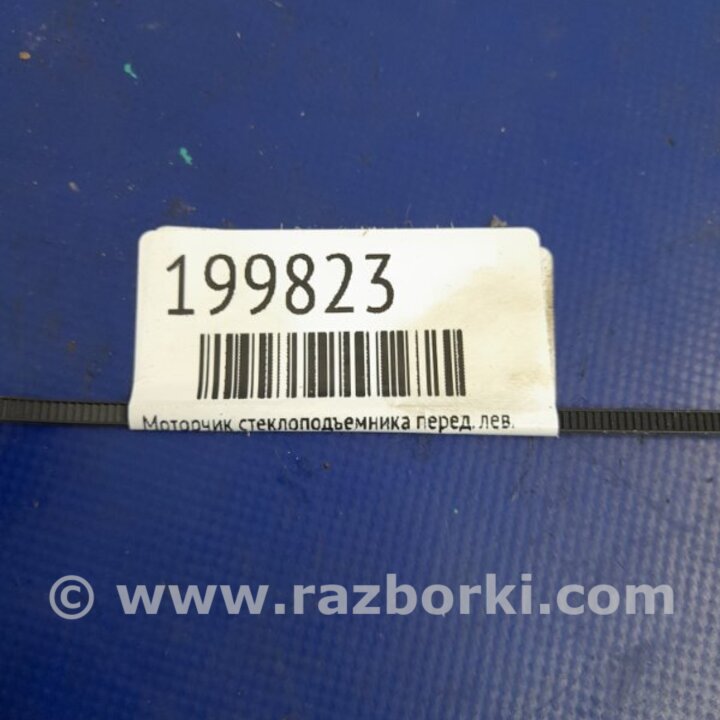 199823
Моторчик стеклоподъемника перед. лев.
© www.razborki.com